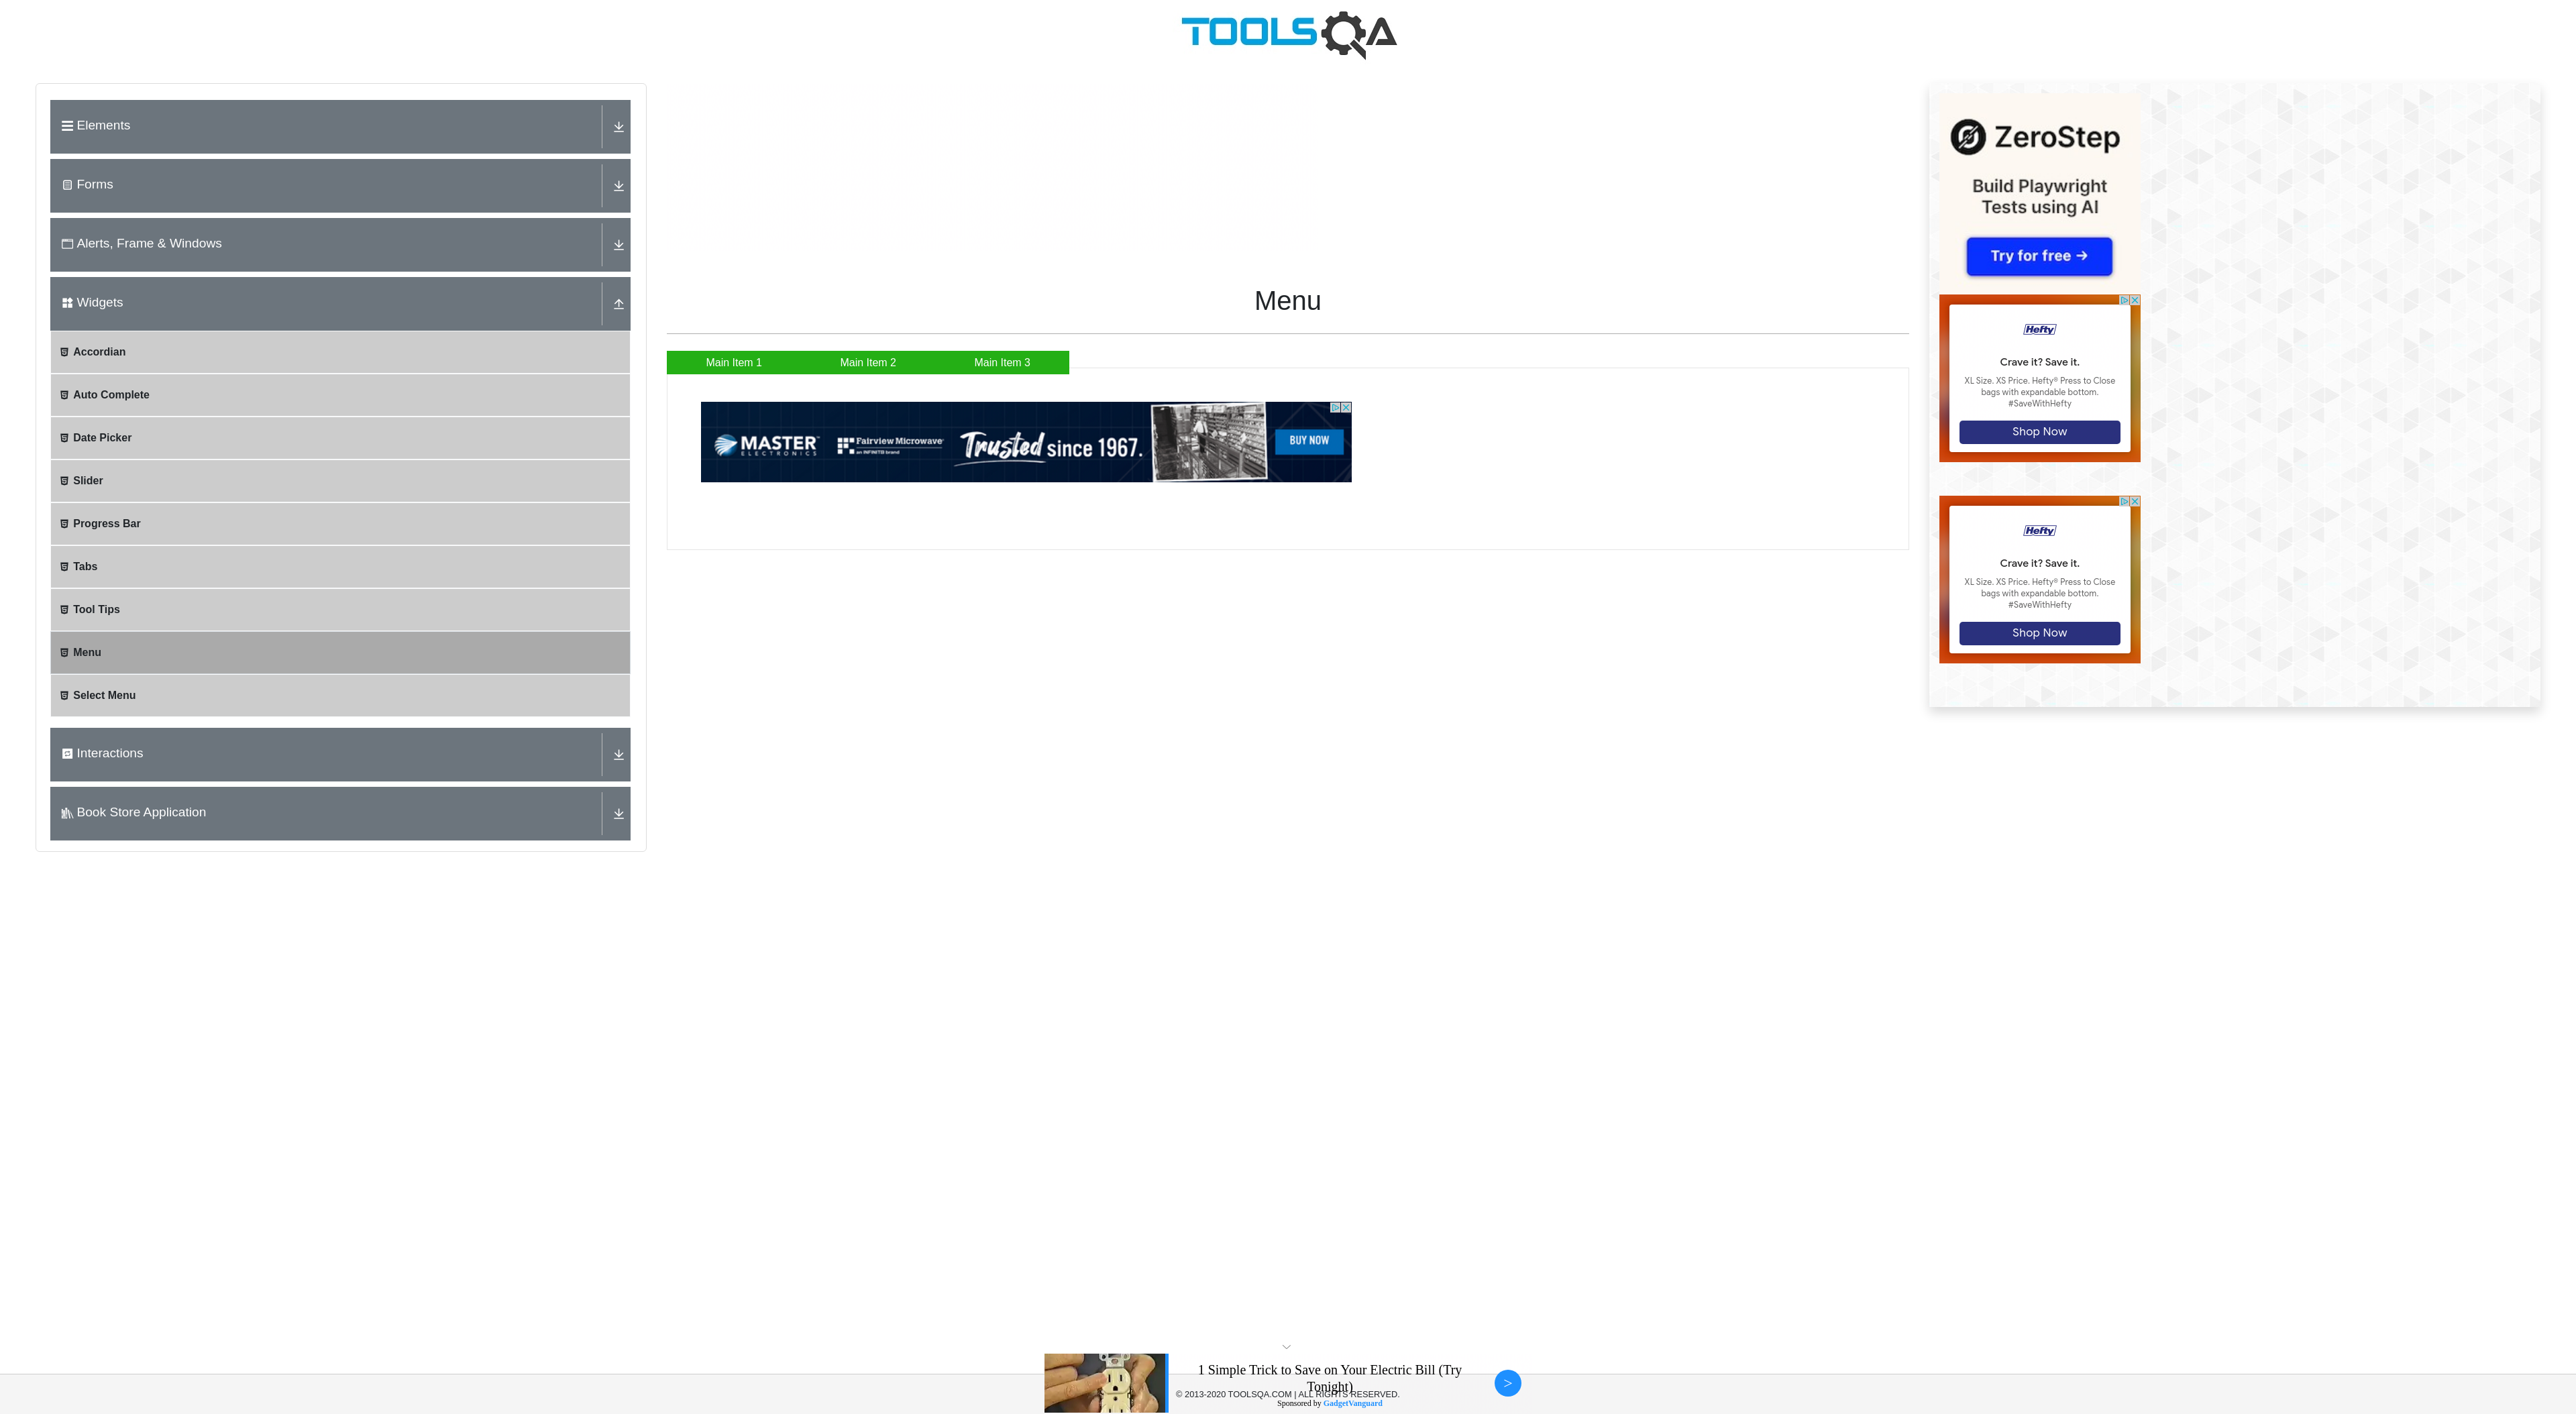 TOOLSQA
Elements
Forms
Alerts, Frame & Windows
Widgets
Accordian
Auto Complete
Date Picker
Slider
Progress Bar
Tabs
Tool Tips
Menu
Select Menu
Interactions
Book Store Application
Menu
Main Item 1
Main Item 2
Main Item 3
MASTER
ELECTRONICS
Fairview Microwave
an INFINITE brand
Trusted since 1967.
BUY NOW
ZeroStep
Build Playwright
Tests using AI
Try for free →
Hefty
Crave it? Save it.
XL Size. XS Price. Hefty® Press to Close
bags with expandable bottom.
#SaveWithHefty
Shop Now
Hefty
Crave it? Save it.
XL Size. XS Price. Hefty® Press to Close
bags with expandable bottom.
#SaveWithHefty
Shop Now
1 Simple Trick to Save on Your Electric Bill (Try
Tonight)
© 2013-2020 TOOLSQA.COM | ALL RIGHTS RESERVED.
Sponsored by GadgetVanguard
>